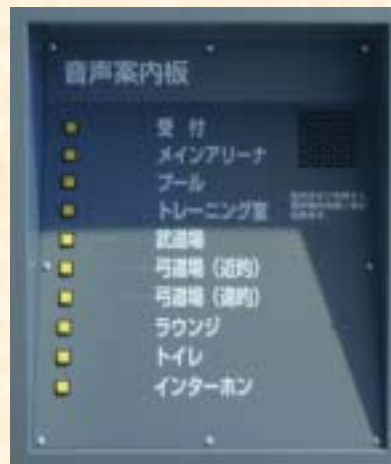 音声案内板
受付
メインアリーナ
プール
トレーニング室
武道場
弓道場（近的）
弓道場（遠的）
ラウンジ
トイレ
インターホン